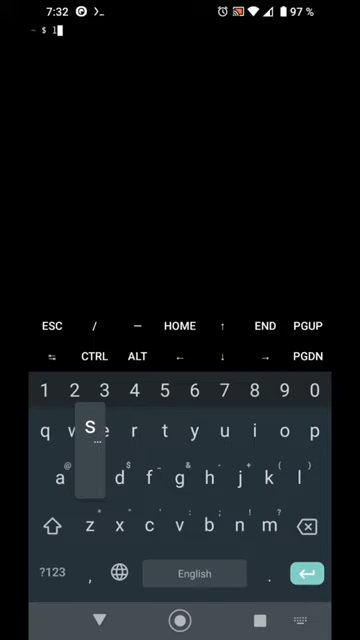 7:32 97 %
~ $ l
ESC / — HOME ↑ END PGUP
CTRL ALT ← ↓ → PGDN
1 2 3 4 5 6 7 8 9 0
q w e r t y u i o p
@ $ _ & - + ( )
a S ... d f g h j k l
* " ' : ; ! ?
z x c v b n m
?123 , English .